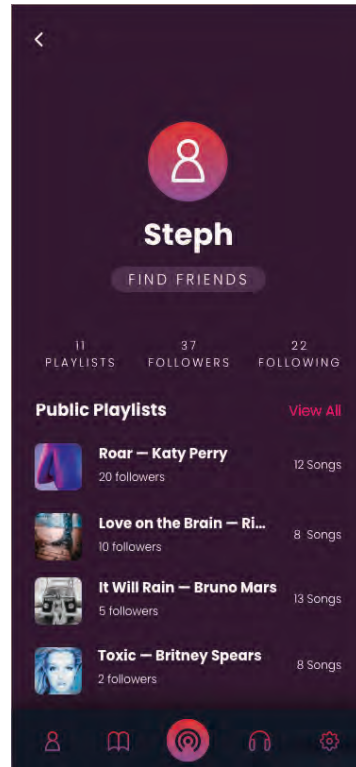 Steph
FIND FRIENDS
11 37 22
PLAYLISTS FOLLOWERS FOLLOWING
Public Playlists View All
Roar — Katy Perry
20 followers
12 Songs
Love on the Brain — Ri...
10 followers
8 Songs
It Will Rain — Bruno Mars
5 followers
13 Songs
Toxic — Britney Spears
2 followers
8 Songs